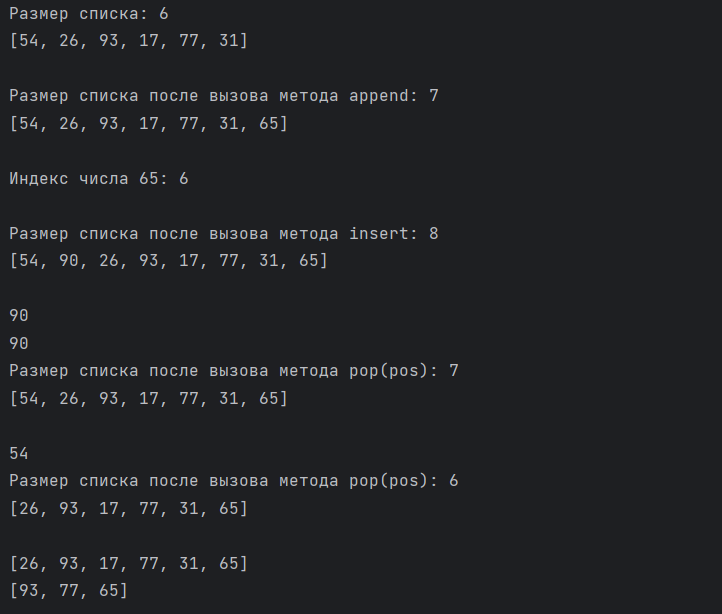 Размер списка: 6
[54, 26, 93, 17, 77, 31]
Размер списка после вызова метода append: 7
[54, 26, 93, 17, 77, 31, 65]
Индекс числа 65: 6
Размер списка после вызова метода insert: 8
[54, 90, 26, 93, 17, 77, 31, 65]
90
90
Размер списка после вызова метода pop(pos): 7
[54, 26, 93, 17, 77, 31, 65]
54
Размер списка после вызова метода pop(pos): 6
[26, 93, 17, 77, 31, 65]
[26, 93, 17, 77, 31, 65]
[93, 77, 65]